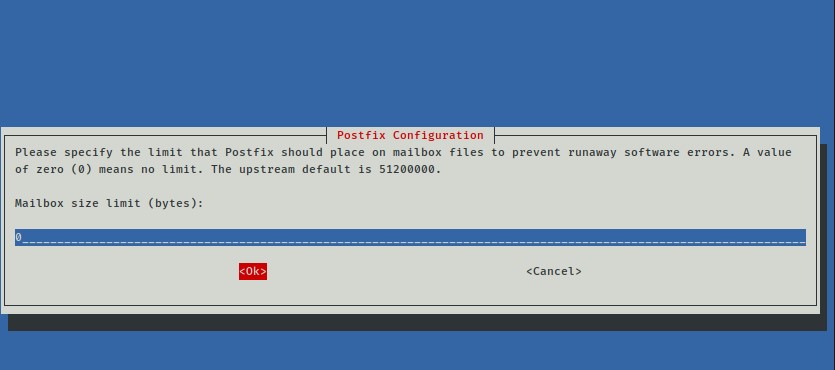 Postfix Configuration
Please specify the limit that Postfix should place on mailbox files to prevent runaway software errors. A value
of zero (0) means no limit. The upstream default is 51200000.
Mailbox size limit (bytes):
0
<Ok> <Cancel>